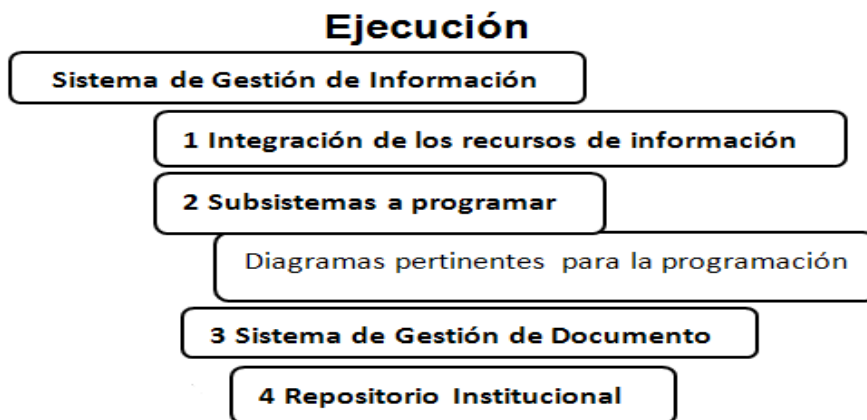 Ejecución
Sistema de Gestión de Información
1 Integración de los recursos de información
2 Subsistemas a programar
Diagramas pertinentes para la programación
3 Sistema de Gestión de Documento
4 Repositorio Institucional